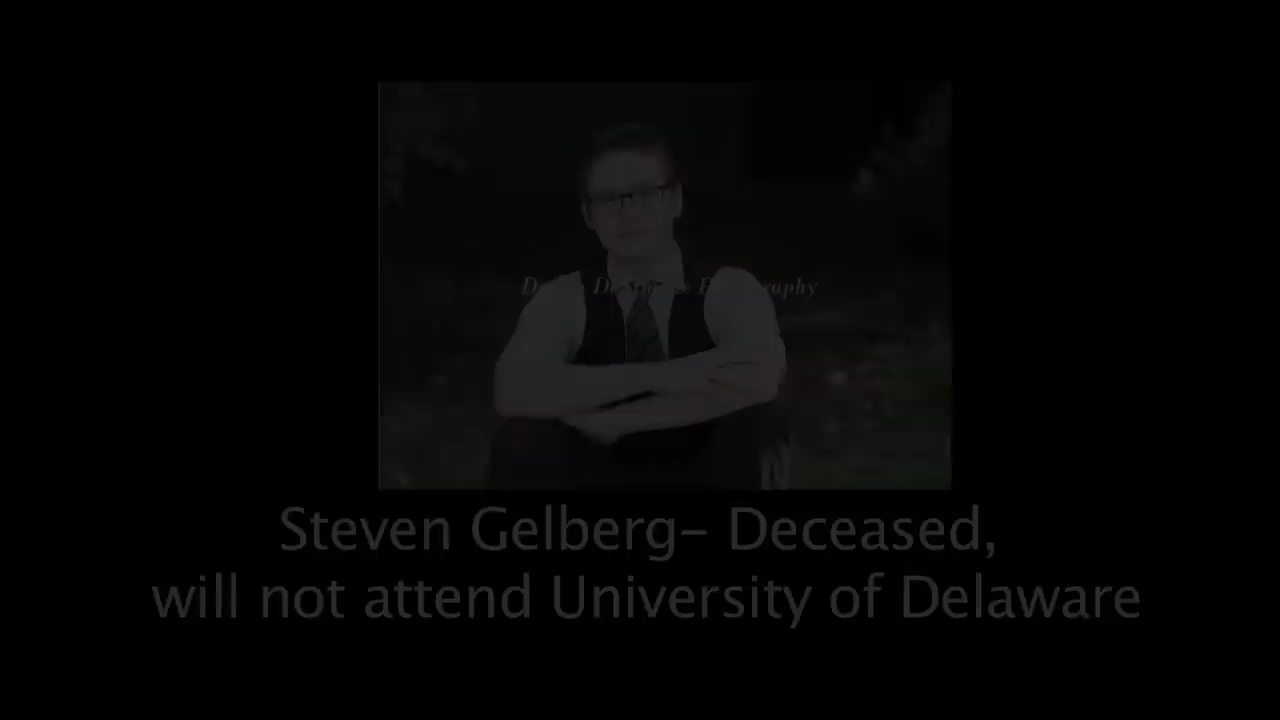 Steven Gelberg- Deceased,
will not attend University of Delaware